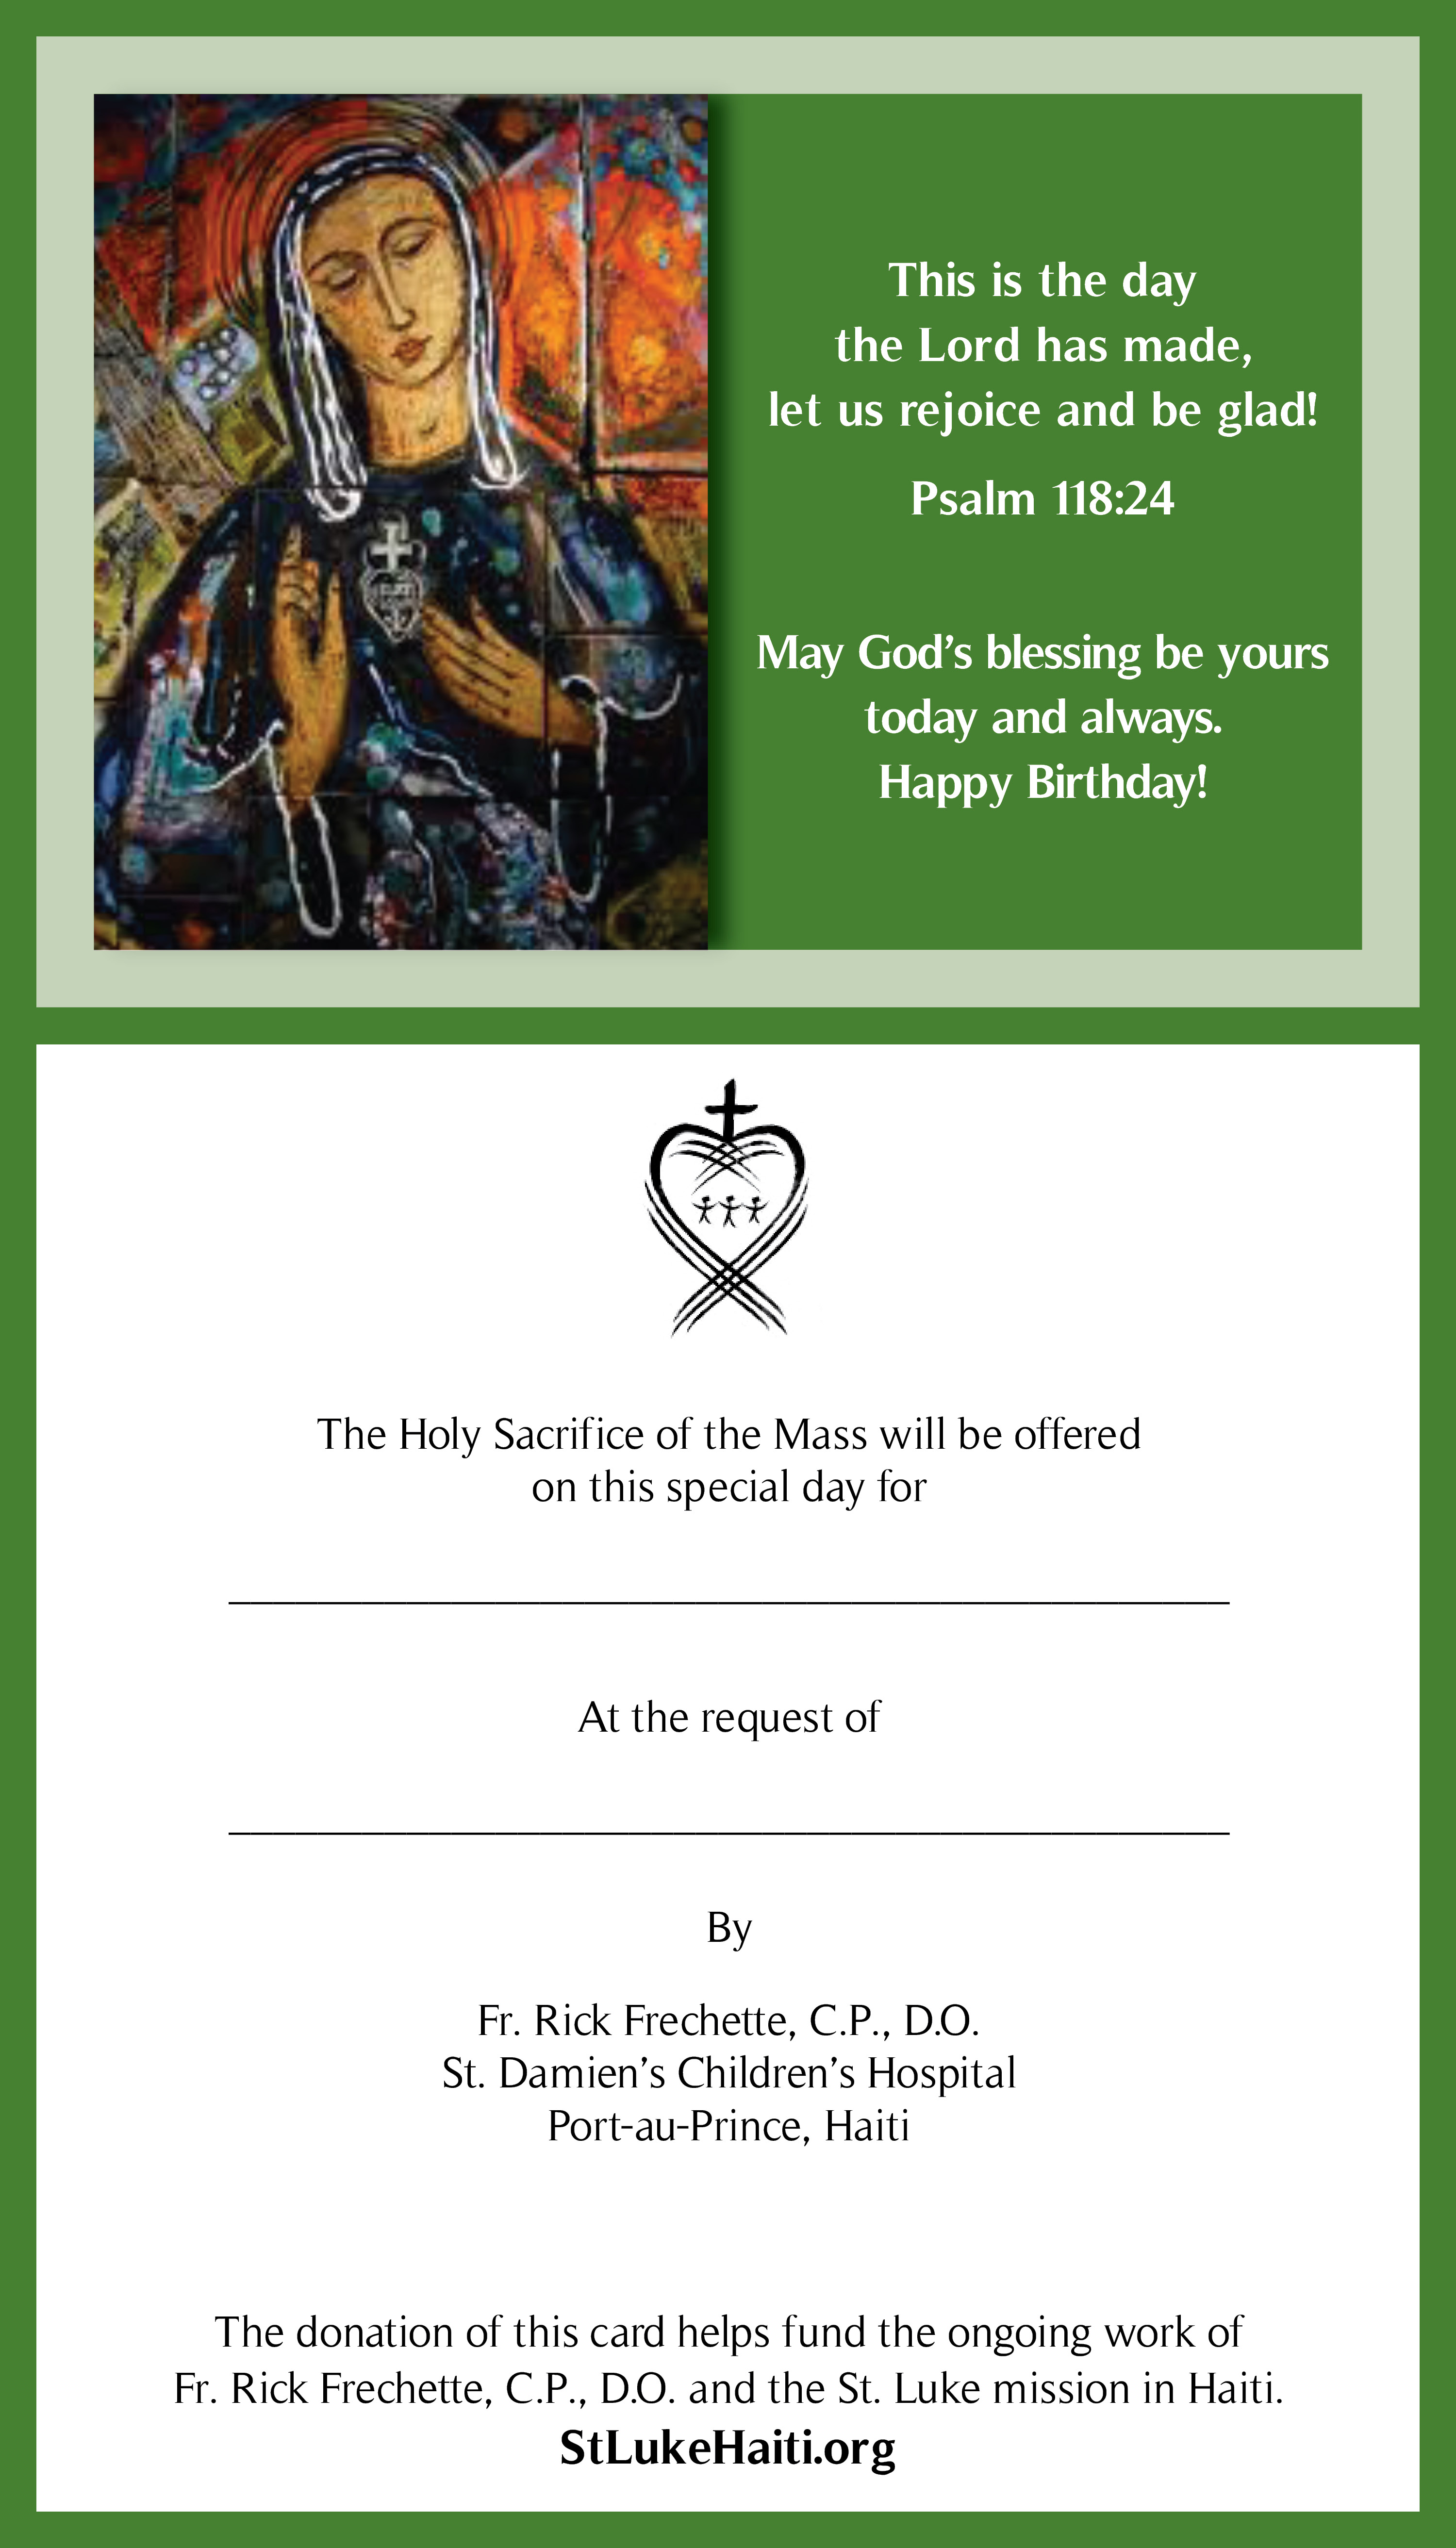 This is the day
the Lord has made,
let us rejoice and be glad!
Psalm 118:24
May God’s blessing be yours
today and always.
Happy Birthday!
The Holy Sacrifice of the Mass will be offered
on this special day for
At the request of
By
Fr. Rick Frechette, C.P., D.O.
St. Damien’s Children’s Hospital
Port-au-Prince, Haiti
The donation of this card helps fund the ongoing work of
Fr. Rick Frechette, C.P., D.O. and the St. Luke mission in Haiti.
StLukeHaiti.org